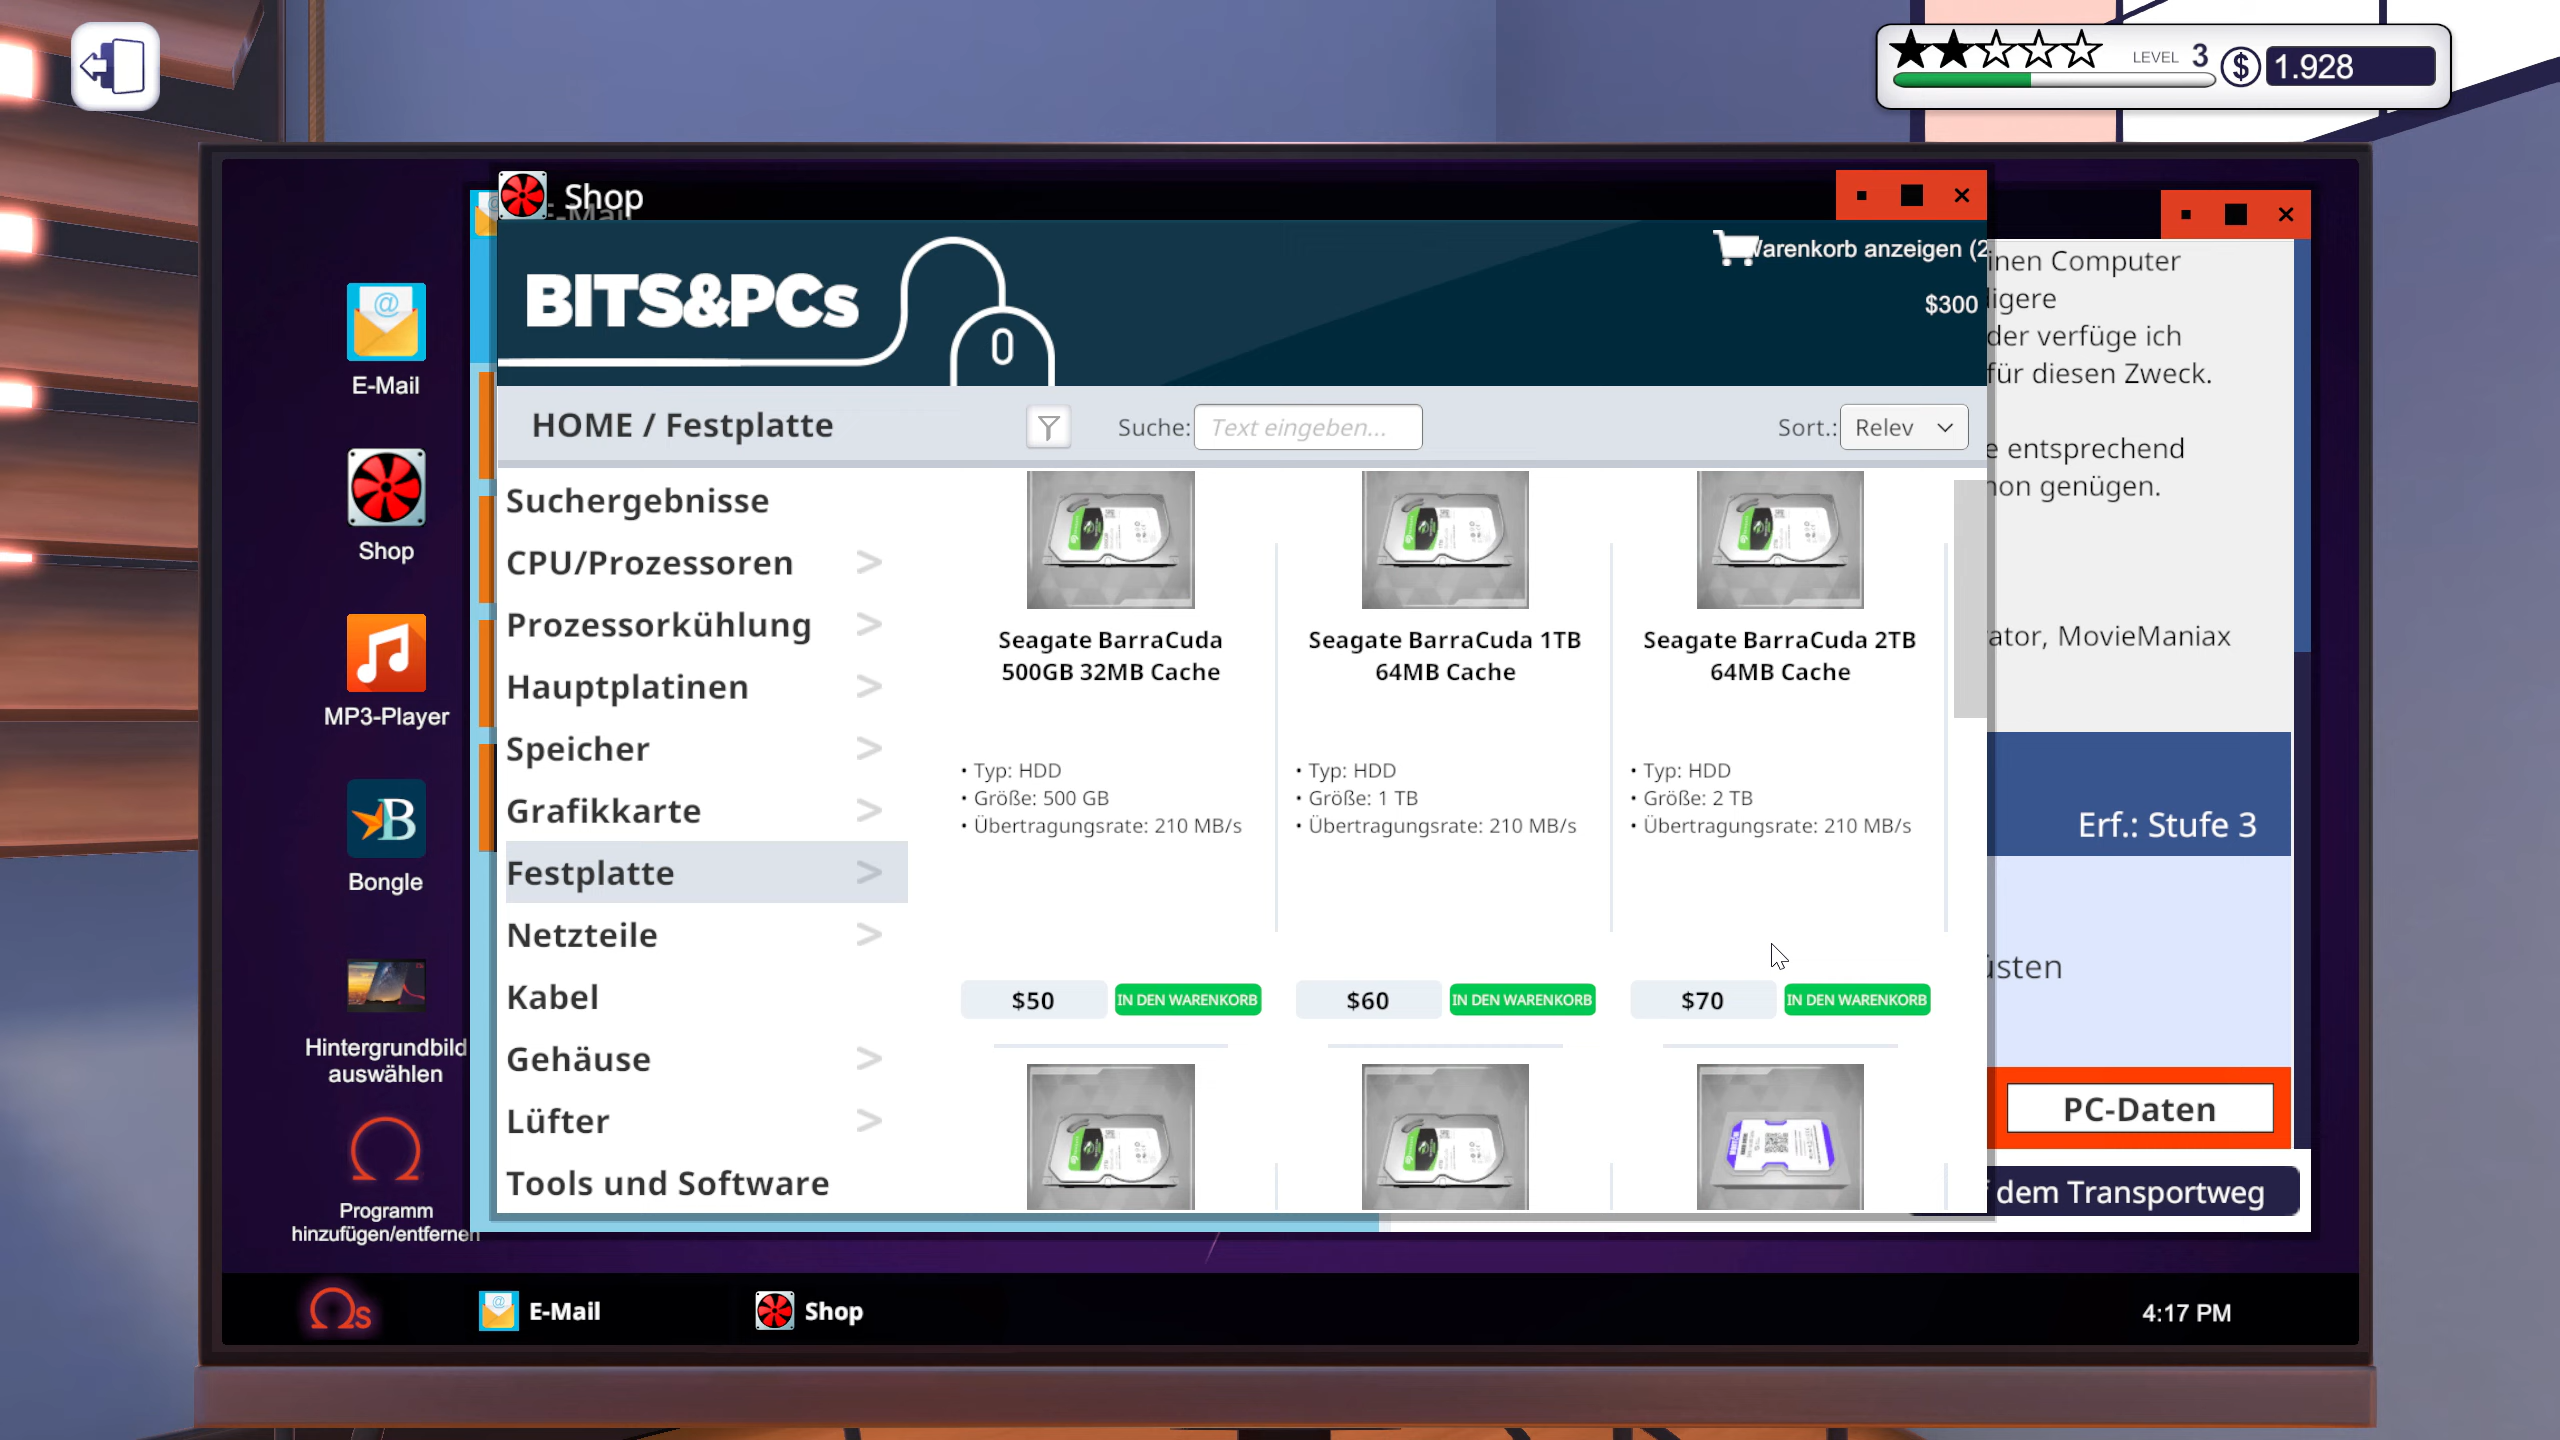 LEVEL 3
$ 1.928
Shop
E-Mail
BITS&PCs
Warenkorb anzeigen (2
$300
HOME / Festplatte
Suche:
Text eingeben...
Sort.:
Relev
Suchergebnisse
CPU/Prozessoren >
Prozessorkühlung >
Hauptplatinen >
Speicher >
Grafikkarte >
Festplatte >
Netzteile >
Kabel
Gehäuse >
Lüfter >
Tools und Software
Seagate BarraCuda
500GB 32MB Cache
• Typ: HDD
• Größe: 500 GB
• Übertragungsrate: 210 MB/s
$50
IN DEN WARENKORB
Seagate BarraCuda 1TB
64MB Cache
• Typ: HDD
• Größe: 1 TB
• Übertragungsrate: 210 MB/s
$60
IN DEN WARENKORB
Seagate BarraCuda 2TB
64MB Cache
• Typ: HDD
• Größe: 2 TB
• Übertragungsrate: 210 MB/s
$70
IN DEN WARENKORB
inen Computer
ligere
der verfüge ich
für diesen Zweck.
e entsprechend
non genügen.
ator, MovieManiax
Erf.: Stufe 3
üsten
PC-Daten
dem Transportweg
E-Mail
Shop
MP3-Player
B
Bongle
Hintergrundbild
auswählen
Programm
hinzufügen/entfernen
Ωs
E-Mail
Shop
4:17 PM